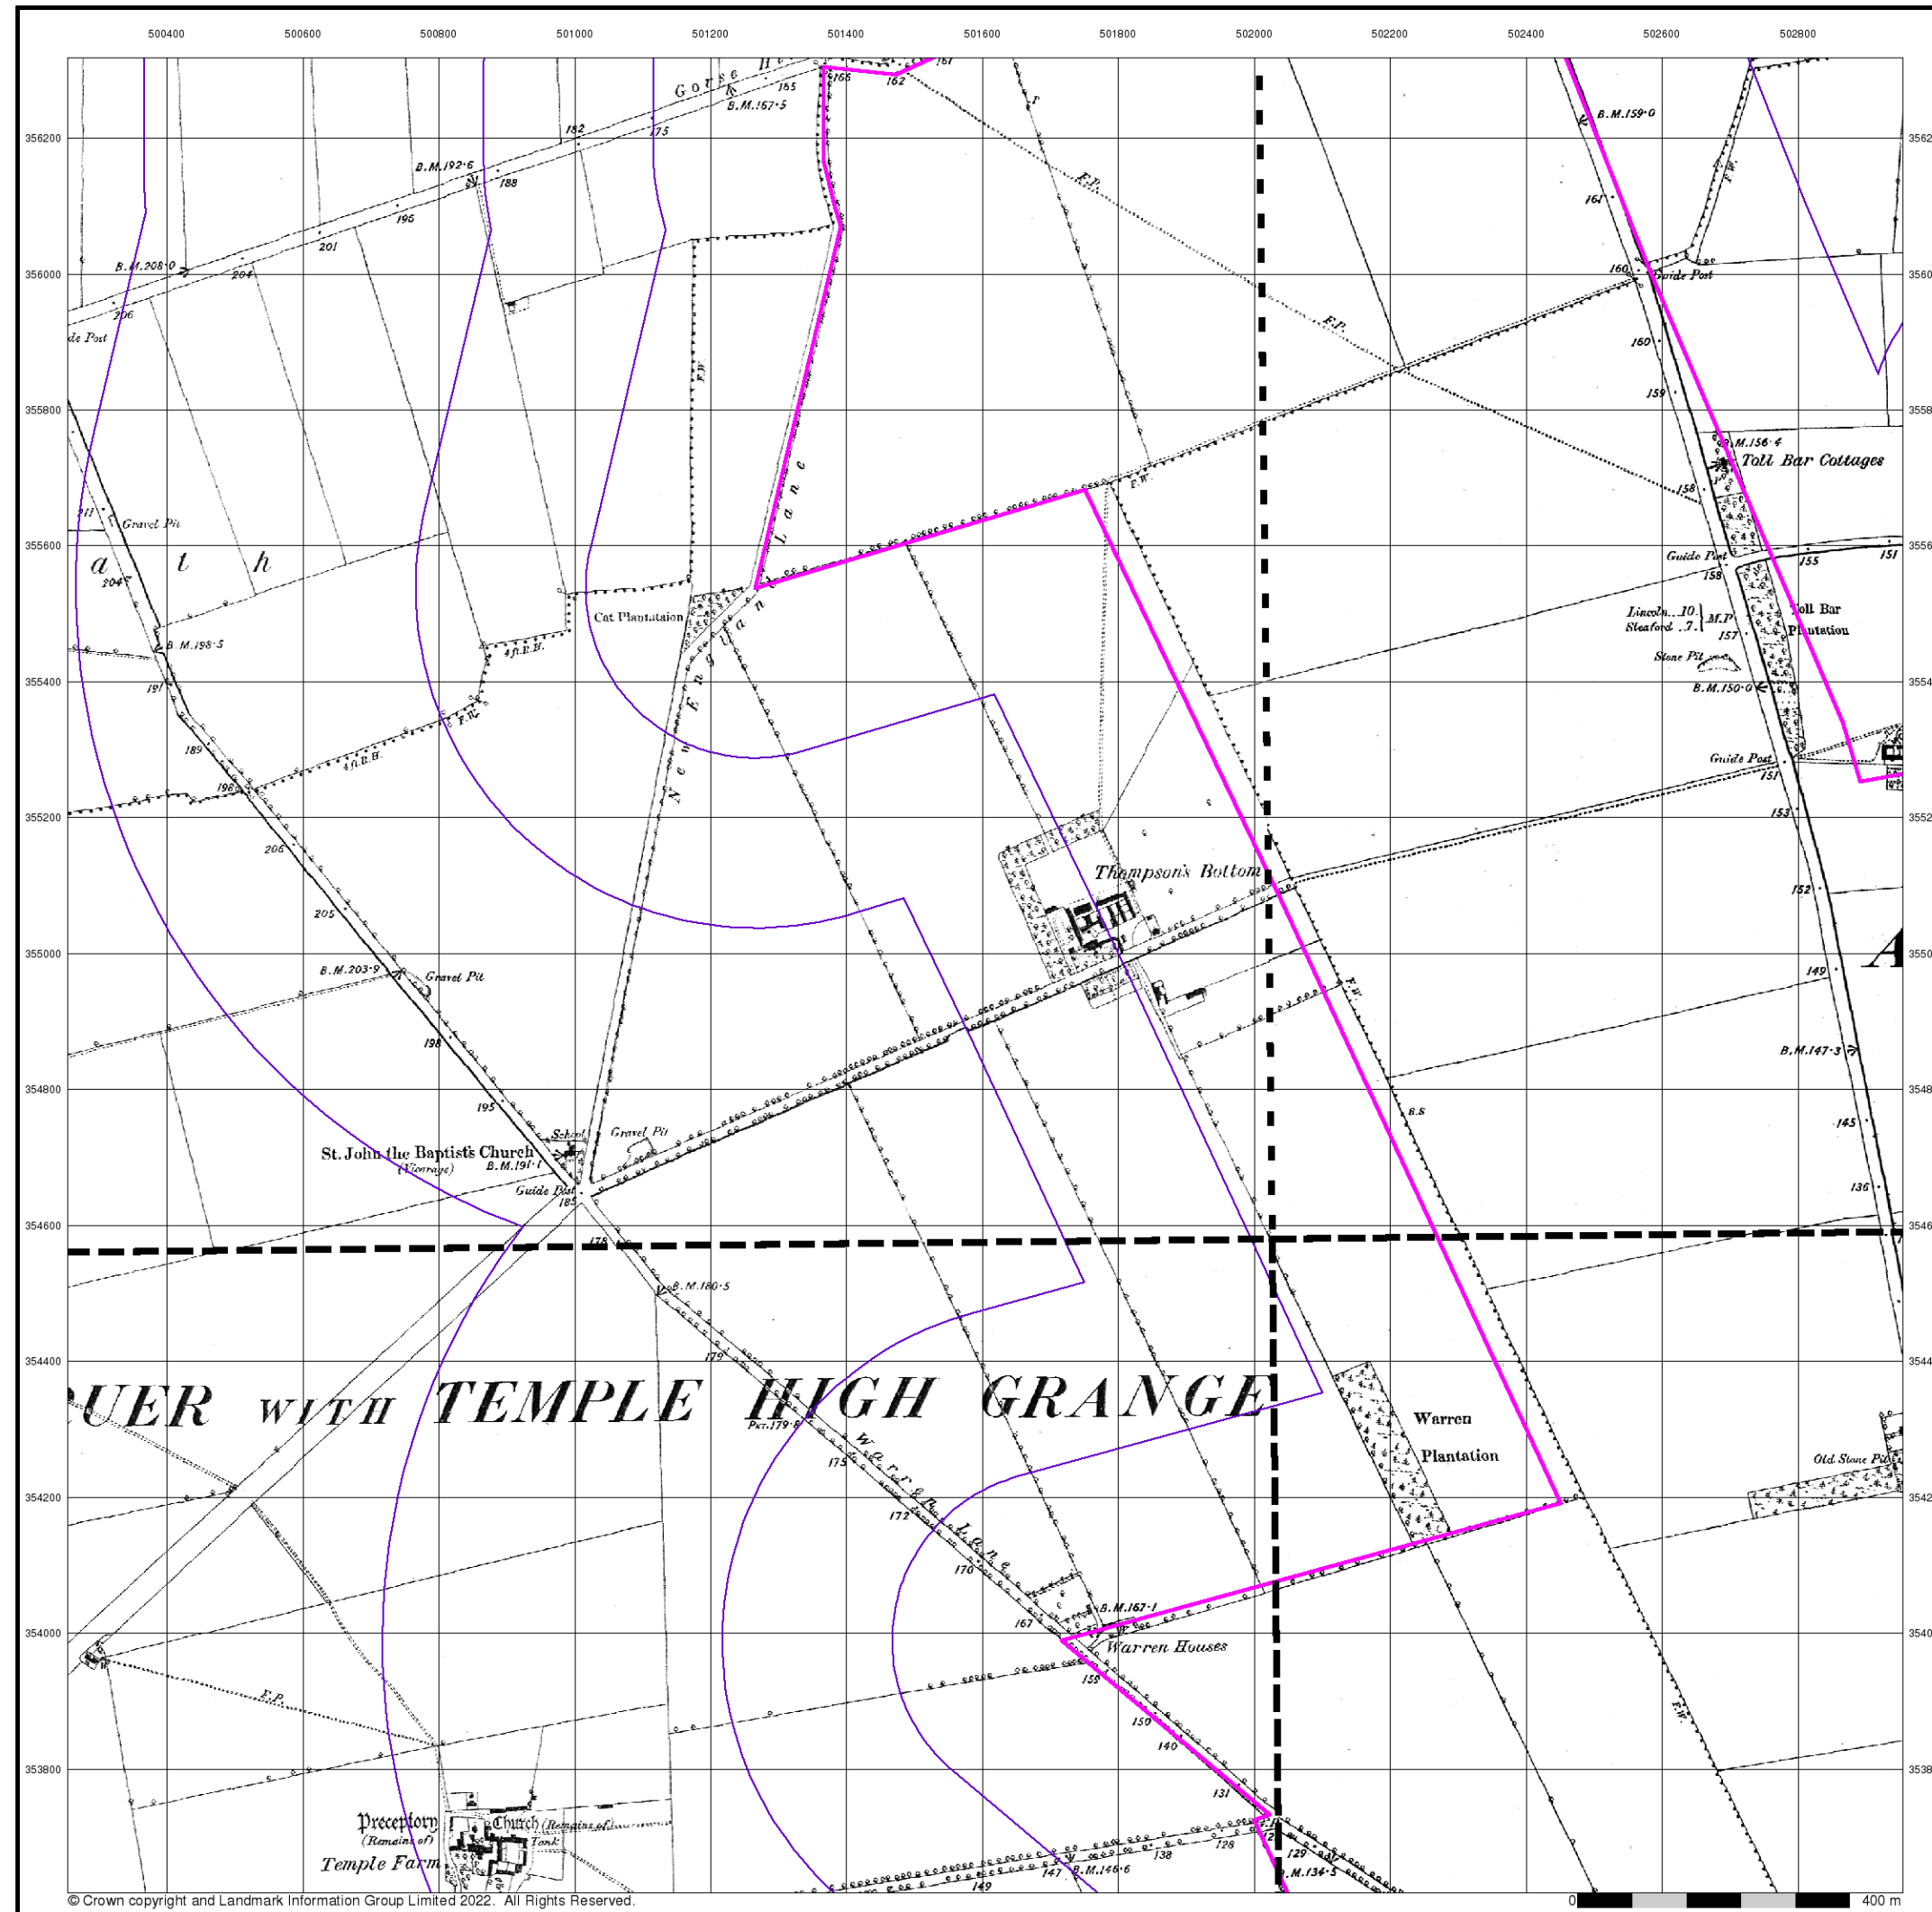 500400 500600 500800 501000 501200 501400 501600 501800 502000 502200 502400 502600 502800
Gorse
161
166
162
165
B.M.167·5
B.M.159·0
182
175
356200
B.M.192·6
188
F.W.
F.P.
161
196
201
B.M.208·0
204
160
Guide Post
356000
206
F.P.
de Post
160
F.W.
159
355800
M.156·4
Toll Bar Cottages
F.W.
158
211
Gravel Pit
New England Lane
a t h
355600
Guide Post
155
151
204
158
Cat Plantataion
Lincoln...10
Sleaford..7.
M.P
Toll Bar
Plantation
157
B.M.198·5
4ft.R.H.
Stone Pit
191
B.M.150·0
355400
F.W.
189
4ft.R.H.
Guide Post
151
198
355200
153
206
Thompson's Bottom
152
205
355000
B.M.203·9
Gravel Pit
149
A
F.W.
198
B.M.147·3
354800
195
B.S
145
School
Gravel Pit
St. John the Baptist's Church
(Vicarage)
B.M.191·1
136
Guide Post
185
354600
178
B.M.180·5
179
354400
UER WITH TEMPLE HIGH GRANGE
Warren
Plantation
Warren Lane
175
Old Stone Pit
354200
172
170
B.M.167·1
167
354000
Warren Houses
159
F.P.
F.W.
150
140
353800
131
Preceptory
(Remains of)
Church (Remains of)
Tank
Temple Farm
128
138
129
147
B.M.146·6
B.M.134·5
149
© Crown copyright and Landmark Information Group Limited 2022. All Rights Reserved.
0 400 m